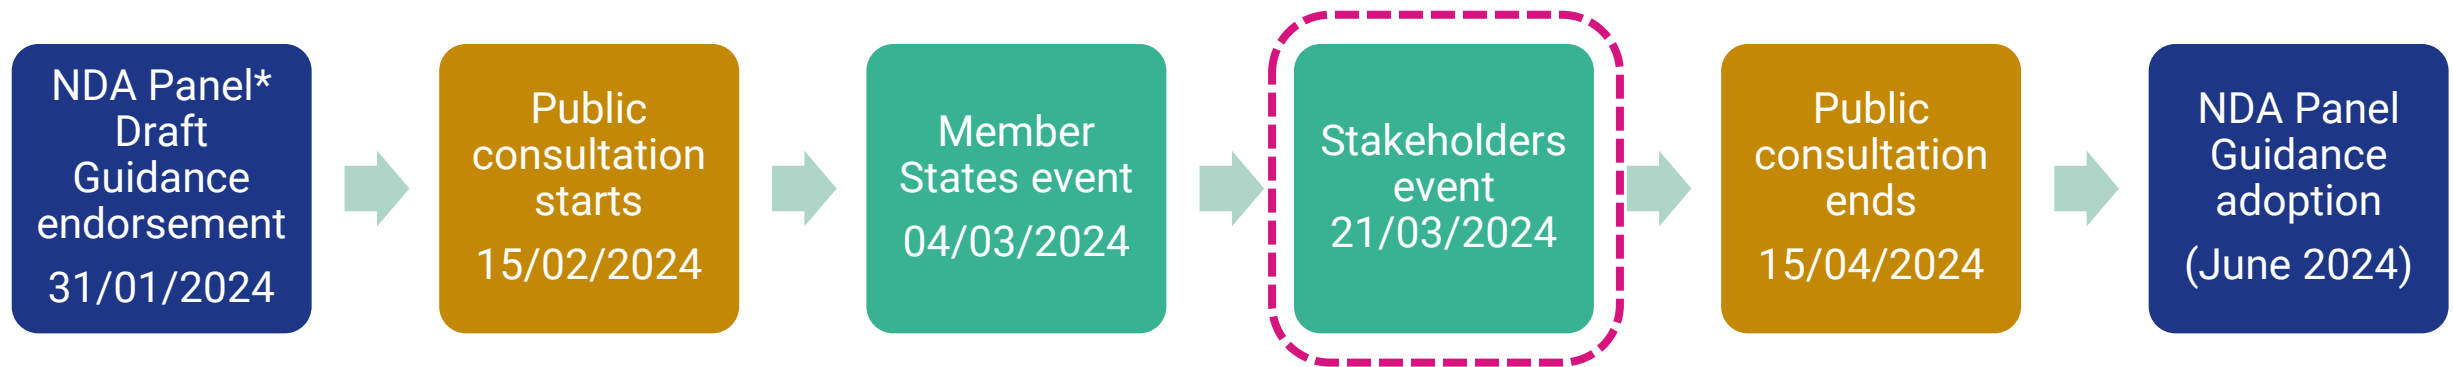 NDA Panel*
Draft
Guidance
endorsement
31/01/2024
Public
consultation
starts
15/02/2024
Member
States event
04/03/2024
Stakeholders
event
21/03/2024
Public
consultation
ends
15/04/2024
NDA Panel
Guidance
adoption
(June 2024)